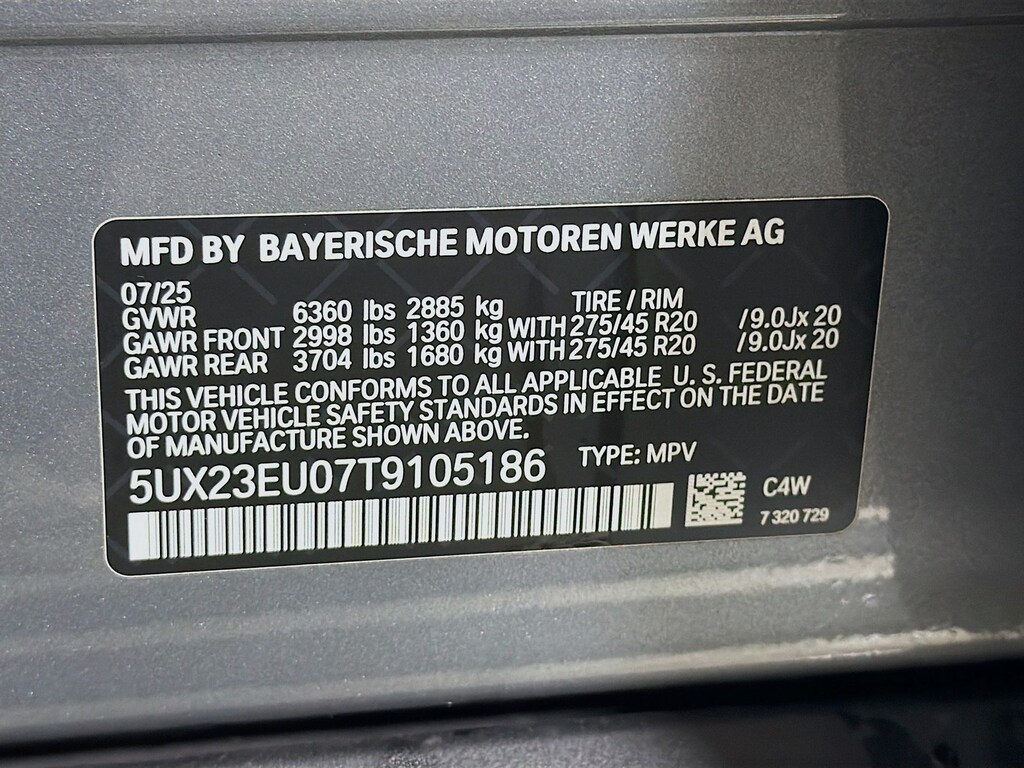 MFD BY BAYERISCHE MOTOREN WERKE AG
07/25 TIRE / RIM
GVWR 6360 lbs 2885 kg
GAWR FRONT 2998 lbs 1360 kg WITH 275/45 R20 /9.0Jx 20
GAWR REAR 3704 lbs 1680 kg WITH 275/45 R20 /9.0Jx 20
THIS VEHICLE CONFORMS TO ALL APPLICABLE U. S. FEDERAL
MOTOR VEHICLE SAFETY STANDARDS IN EFFECT ON THE DATE
OF MANUFACTURE SHOWN ABOVE.
5UX23EU07T9105186 TYPE: MPV
C4W
7 320 729